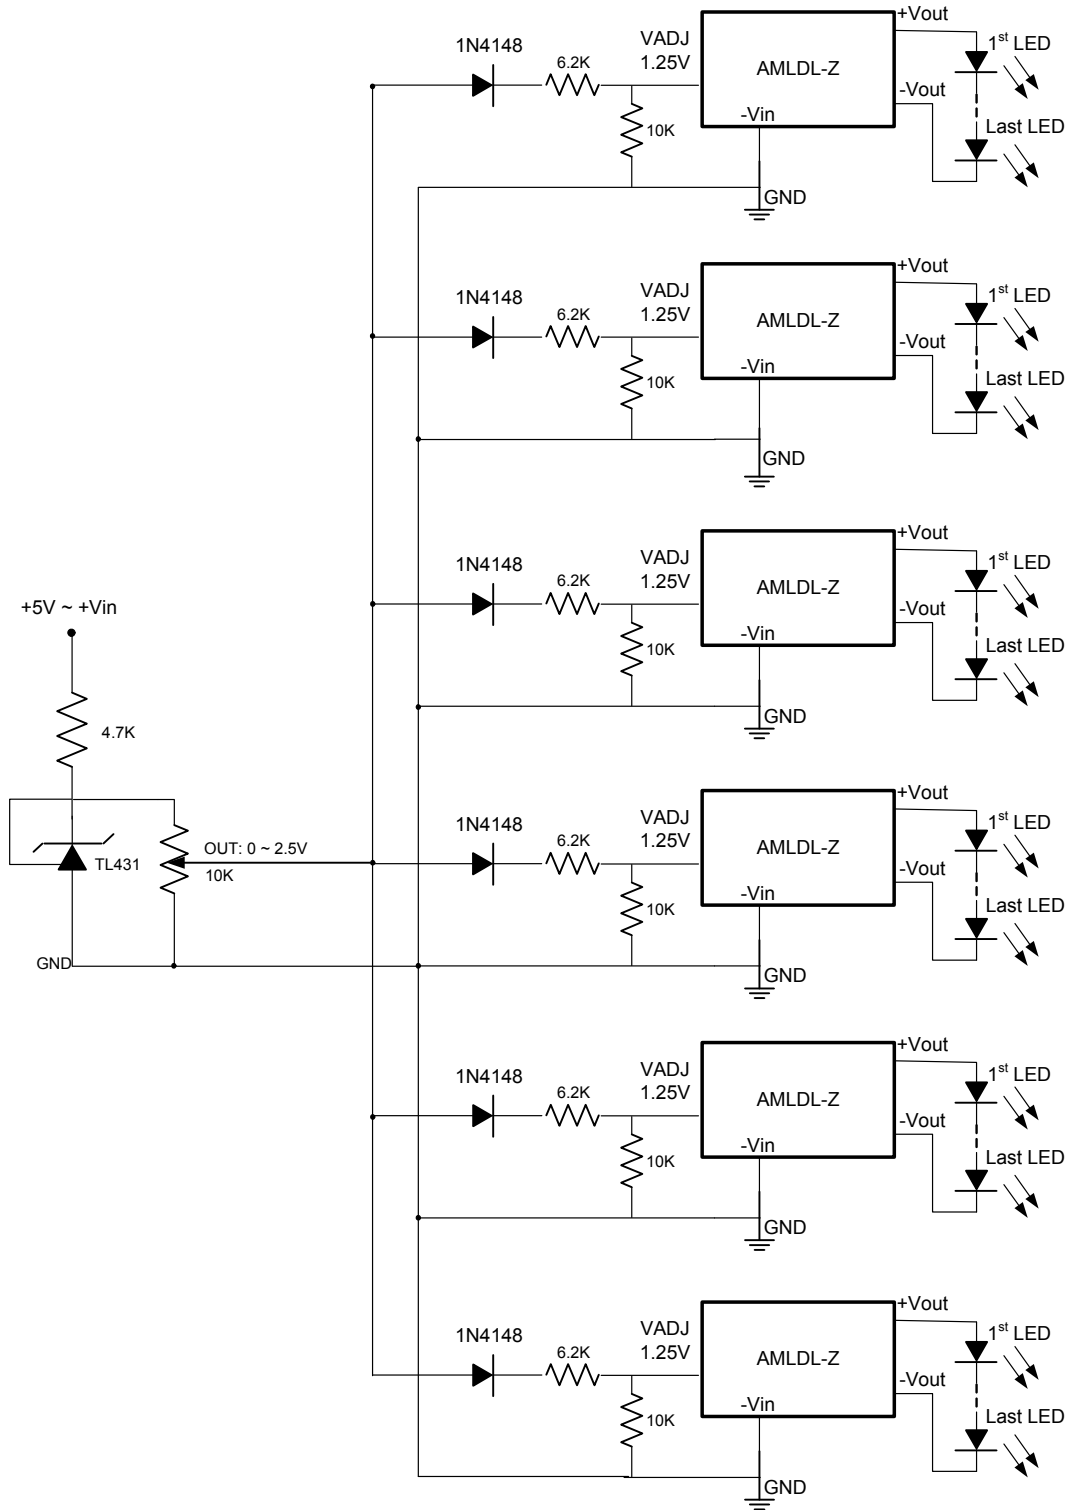 +Vout
1N4148
VADJ
1.25V
6.2K
AMLDL-Z
1st LED
-Vout
-Vin
10K
Last LED
GND
+Vout
1N4148
VADJ
1.25V
6.2K
AMLDL-Z
1st LED
-Vout
-Vin
10K
Last LED
GND
+Vout
1N4148
VADJ
1.25V
6.2K
AMLDL-Z
1st LED
-Vout
-Vin
10K
Last LED
GND
+5V ~ +Vin
4.7K
TL431
OUT: 0 ~ 2.5V
10K
GND
+Vout
1N4148
VADJ
1.25V
6.2K
AMLDL-Z
1st LED
-Vout
-Vin
10K
Last LED
GND
+Vout
1N4148
VADJ
1.25V
6.2K
AMLDL-Z
1st LED
-Vout
-Vin
10K
Last LED
GND
+Vout
1N4148
VADJ
1.25V
6.2K
AMLDL-Z
1st LED
-Vout
-Vin
10K
Last LED
GND